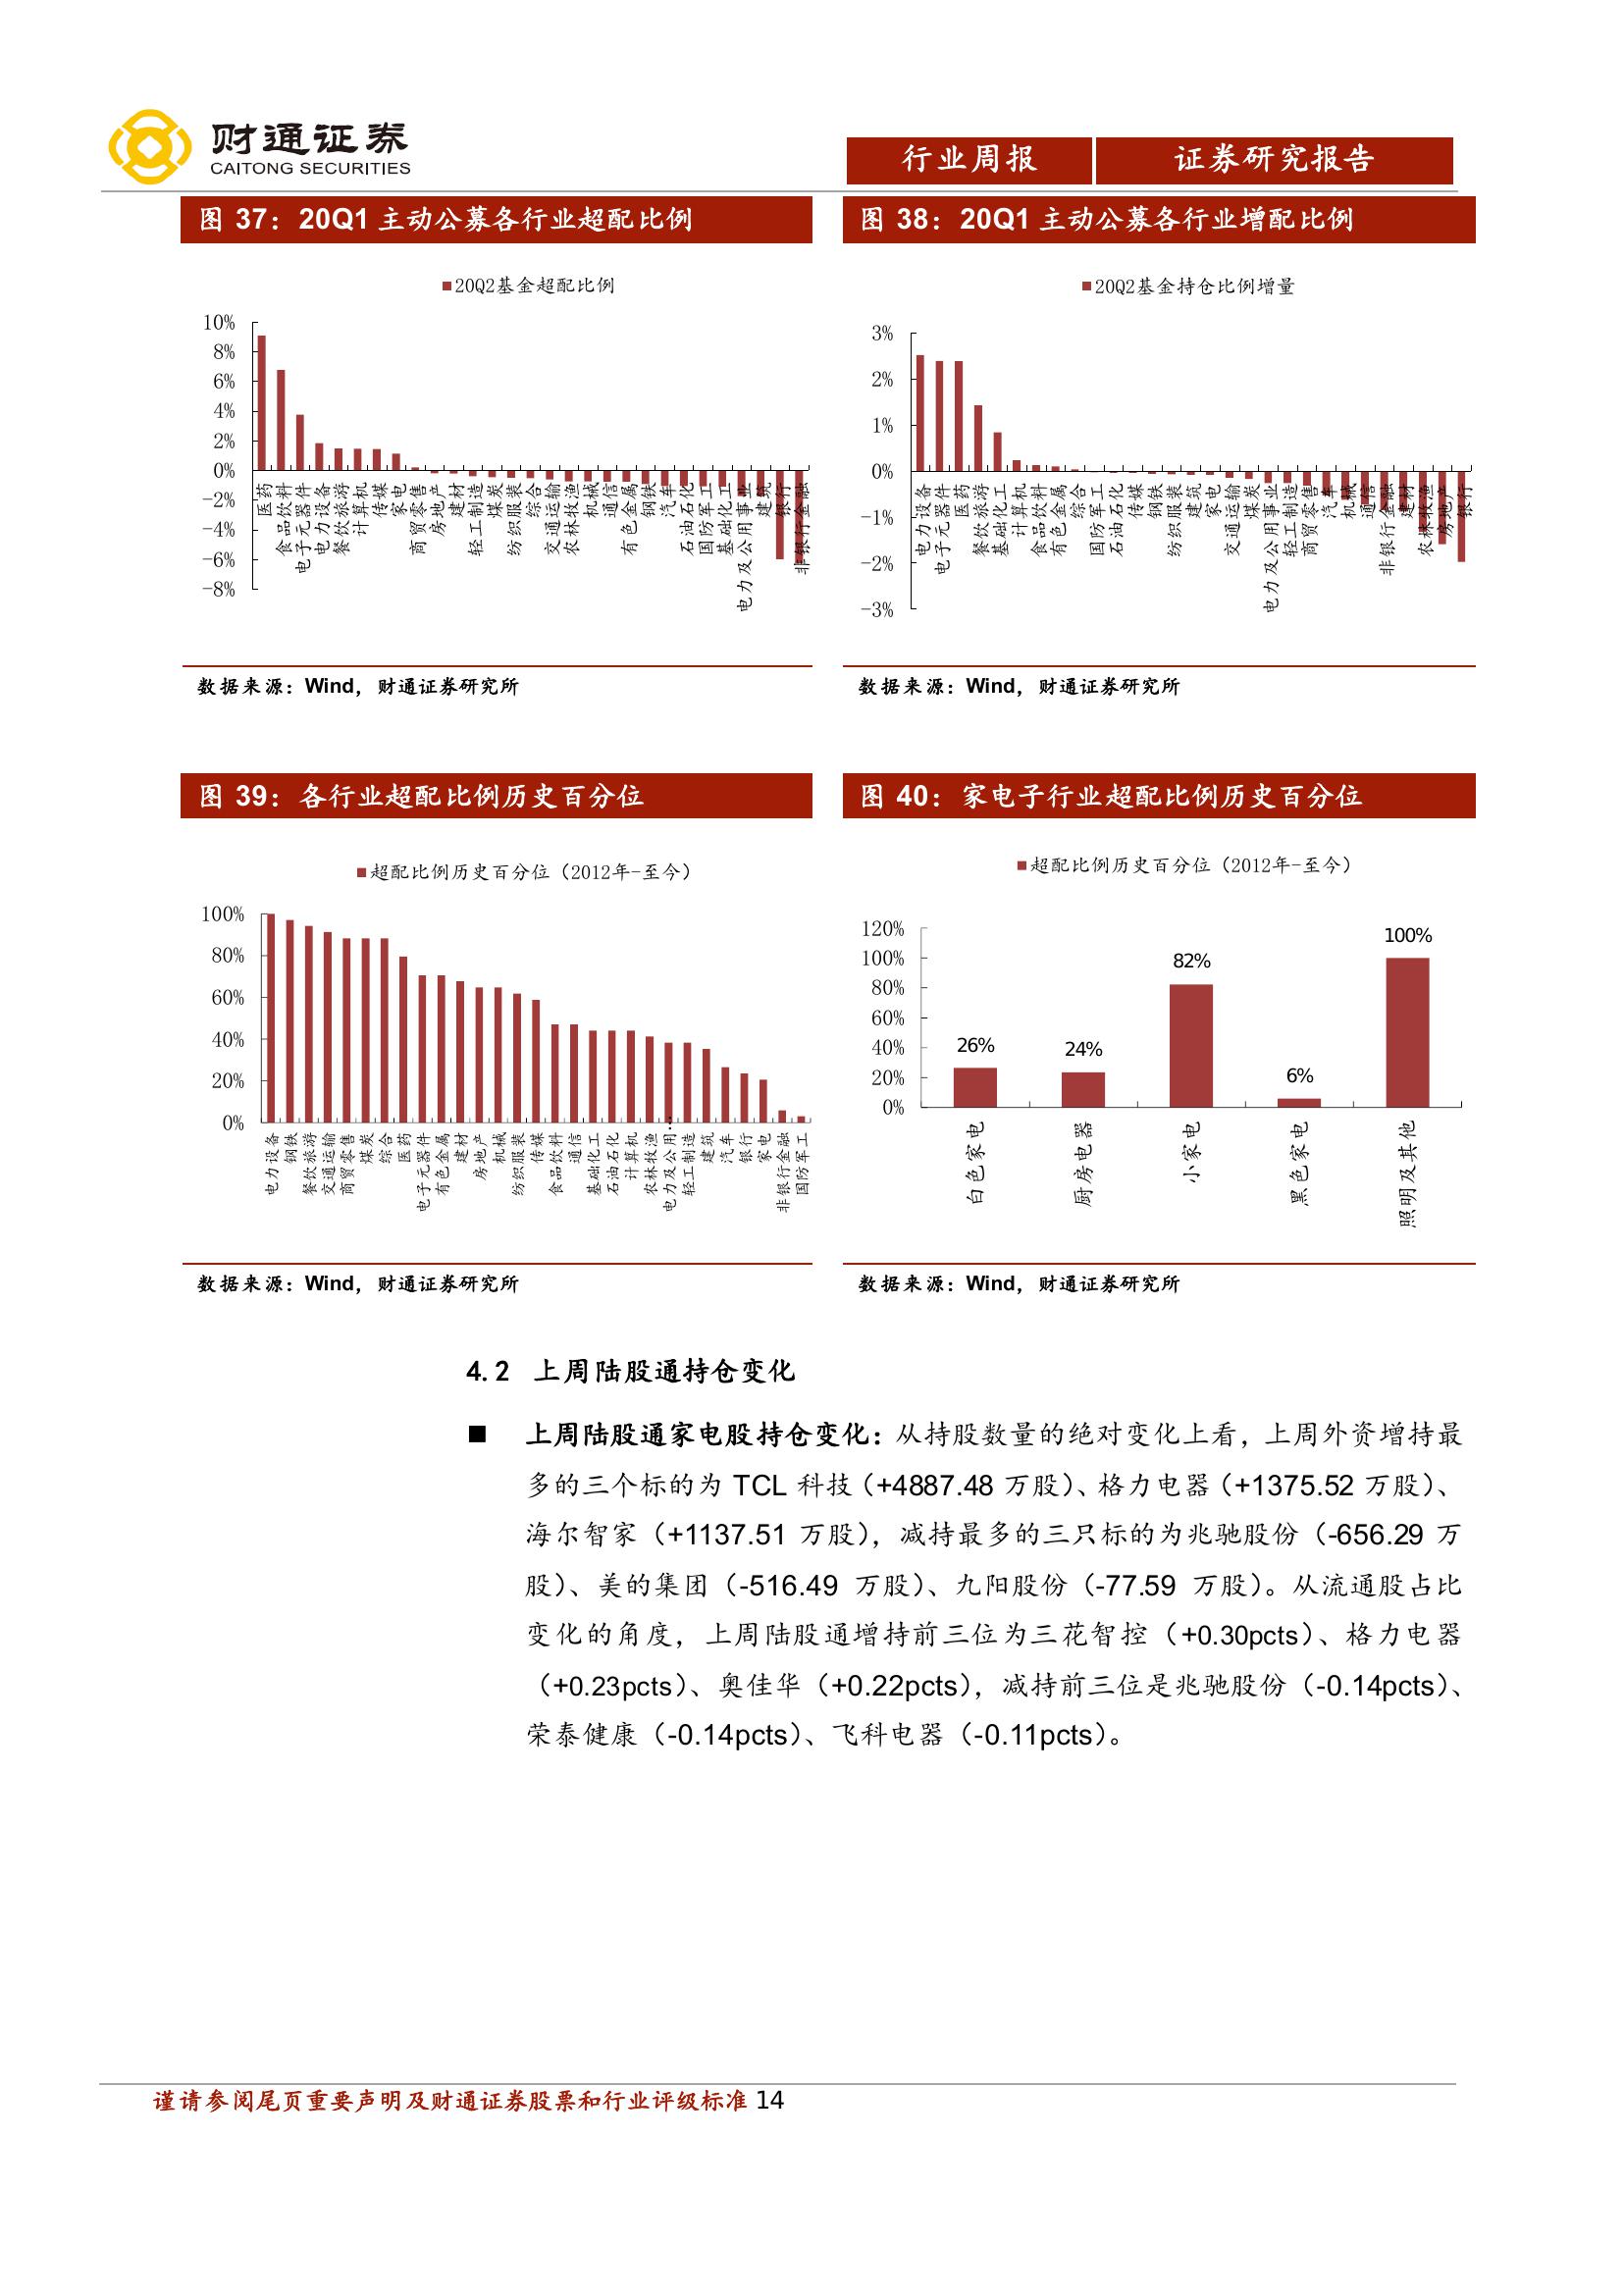 财通证券
CAITONG SECURITIES
行业周报
证券研究报告
图 37：20Q1 主动公募各行业超配比例
20Q2基金超配比例
10%
8%
6%
4%
2%
0%
-2%
-4%
-6%
-8%
医药
食品饮料
电子元器件
电力设备
餐饮旅游
计算机
传媒
家电
商贸零售
房地产
建材
轻工制造
煤炭
纺织服装
综合
交通运输
农林牧渔
机械
通信
有色金属
钢铁
汽车
石油石化
国防军工
基础化工
电力及公用事业
建筑
银行
非银行金融
数据来源：Wind，财通证券研究所
图 38：20Q1 主动公募各行业增配比例
20Q2基金持仓比例增量
3%
2%
1%
0%
-1%
-2%
-3%
电力设备
电子元器件
医药
餐饮旅游
基础化工
计算机
食品饮料
有色金属
综合
国防军工
石油石化
传媒
钢铁
纺织服装
建筑
家电
交通运输
煤炭
电力及公用事业
轻工制造
商贸零售
汽车
机械
通信
非银行金融
建材
农林牧渔
房地产
银行
数据来源：Wind，财通证券研究所
图 39：各行业超配比例历史百分位
超配比例历史百分位（2012年-至今）
100%
80%
60%
40%
20%
0%
电力设备
钢铁
餐饮旅游
交通运输
商贸零售
煤炭
综合
医药
电子元器件
有色金属
建材
房地产
机械
纺织服装
传媒
食品饮料
通信
基础化工
石油石化
计算机
农林牧渔
电力及公用…
轻工制造
建筑
汽车
银行
家电
非银行金融
国防军工
数据来源：Wind，财通证券研究所
图 40：家电子行业超配比例历史百分位
超配比例历史百分位（2012年-至今）
120%
100%
80%
60%
40%
20%
0%
26%
24%
82%
6%
100%
白色家电
厨房电器
小家电
黑色家电
照明及其他
数据来源：Wind，财通证券研究所
4.2 上周陆股通持仓变化
■ 上周陆股通家电股持仓变化：从持股数量的绝对变化上看，上周外资增持最
多的三个标的为 TCL 科技（+4887.48 万股）、格力电器（+1375.52 万股）、
海尔智家（+1137.51 万股），减持最多的三只标的为兆驰股份（-656.29 万
股）、美的集团（-516.49 万股）、九阳股份（-77.59 万股）。从流通股占比
变化的角度，上周陆股通增持前三位为三花智控（+0.30pcts）、格力电器
（+0.23pcts）、奥佳华（+0.22pcts），减持前三位是兆驰股份（-0.14pcts）、
荣泰健康（-0.14pcts）、飞科电器（-0.11pcts）。
谨请参阅尾页重要声明及财通证券股票和行业评级标准 14